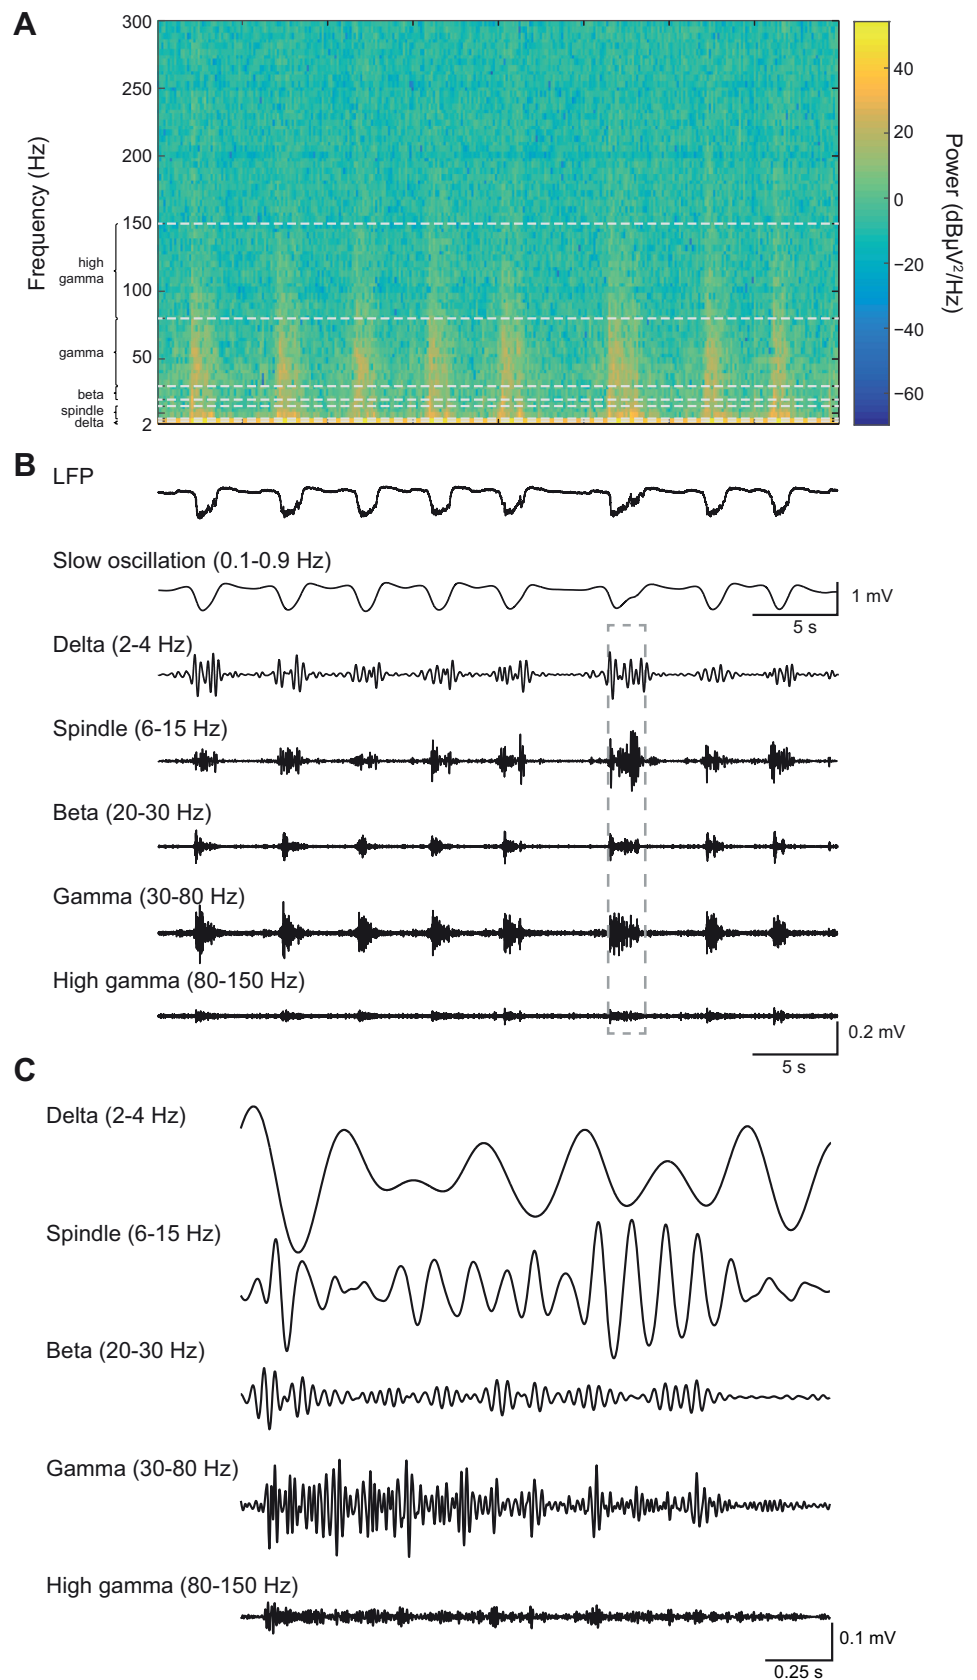 A
300
250
200
150
100
50
2
Frequency (Hz)
high
gamma
gamma
beta
spindle
delta
40
20
0
−20
−40
−60
Power (dBµV²/Hz)
B
LFP
Slow oscillation (0.1-0.9 Hz)
1 mV
5 s
Delta (2-4 Hz)
Spindle (6-15 Hz)
Beta (20-30 Hz)
Gamma (30-80 Hz)
High gamma (80-150 Hz)
0.2 mV
5 s
C
Delta (2-4 Hz)
Spindle (6-15 Hz)
Beta (20-30 Hz)
Gamma (30-80 Hz)
High gamma (80-150 Hz)
0.1 mV
0.25 s